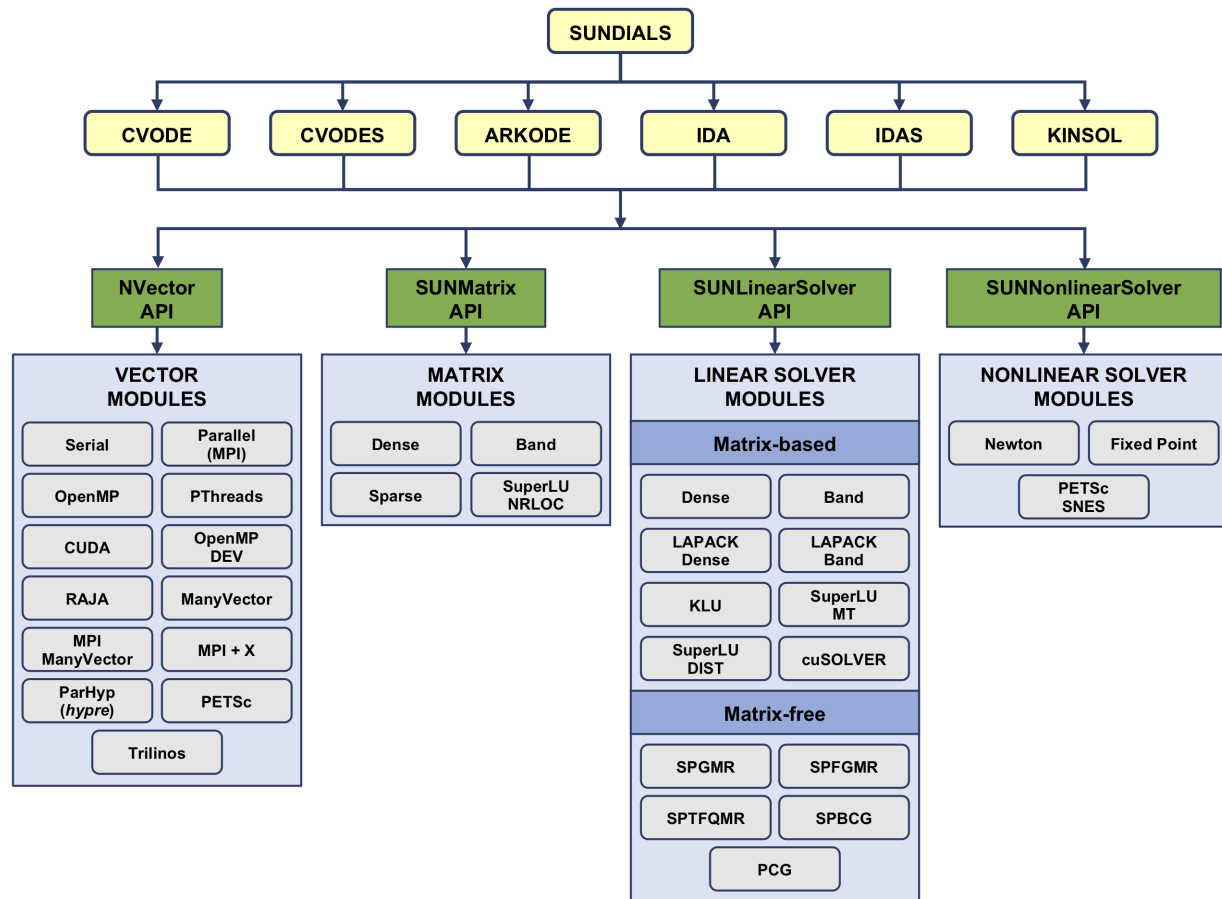 SUNDIALS
CVODE
CVODES
ARKODE
IDA
IDAS
KINSOL
NVector
API
SUNMatrix
API
SUNLinearSolver
API
SUNNonlinearSolver
API
VECTOR
MODULES
Serial
Parallel
(MPI)
OpenMP
PThreads
CUDA
OpenMP
DEV
RAJA
ManyVector
MPI
ManyVector
MPI + X
ParHyp
(hypre)
PETSc
Trilinos
MATRIX
MODULES
Dense
Band
Sparse
SuperLU
NRLOC
LINEAR SOLVER
MODULES
Matrix-based
Dense
Band
LAPACK
Dense
LAPACK
Band
KLU
SuperLU
MT
SuperLU
DIST
cuSOLVER
Matrix-free
SPGMR
SPFGMR
SPTFQMR
SPBCG
PCG
NONLINEAR SOLVER
MODULES
Newton
Fixed Point
PETSc
SNES